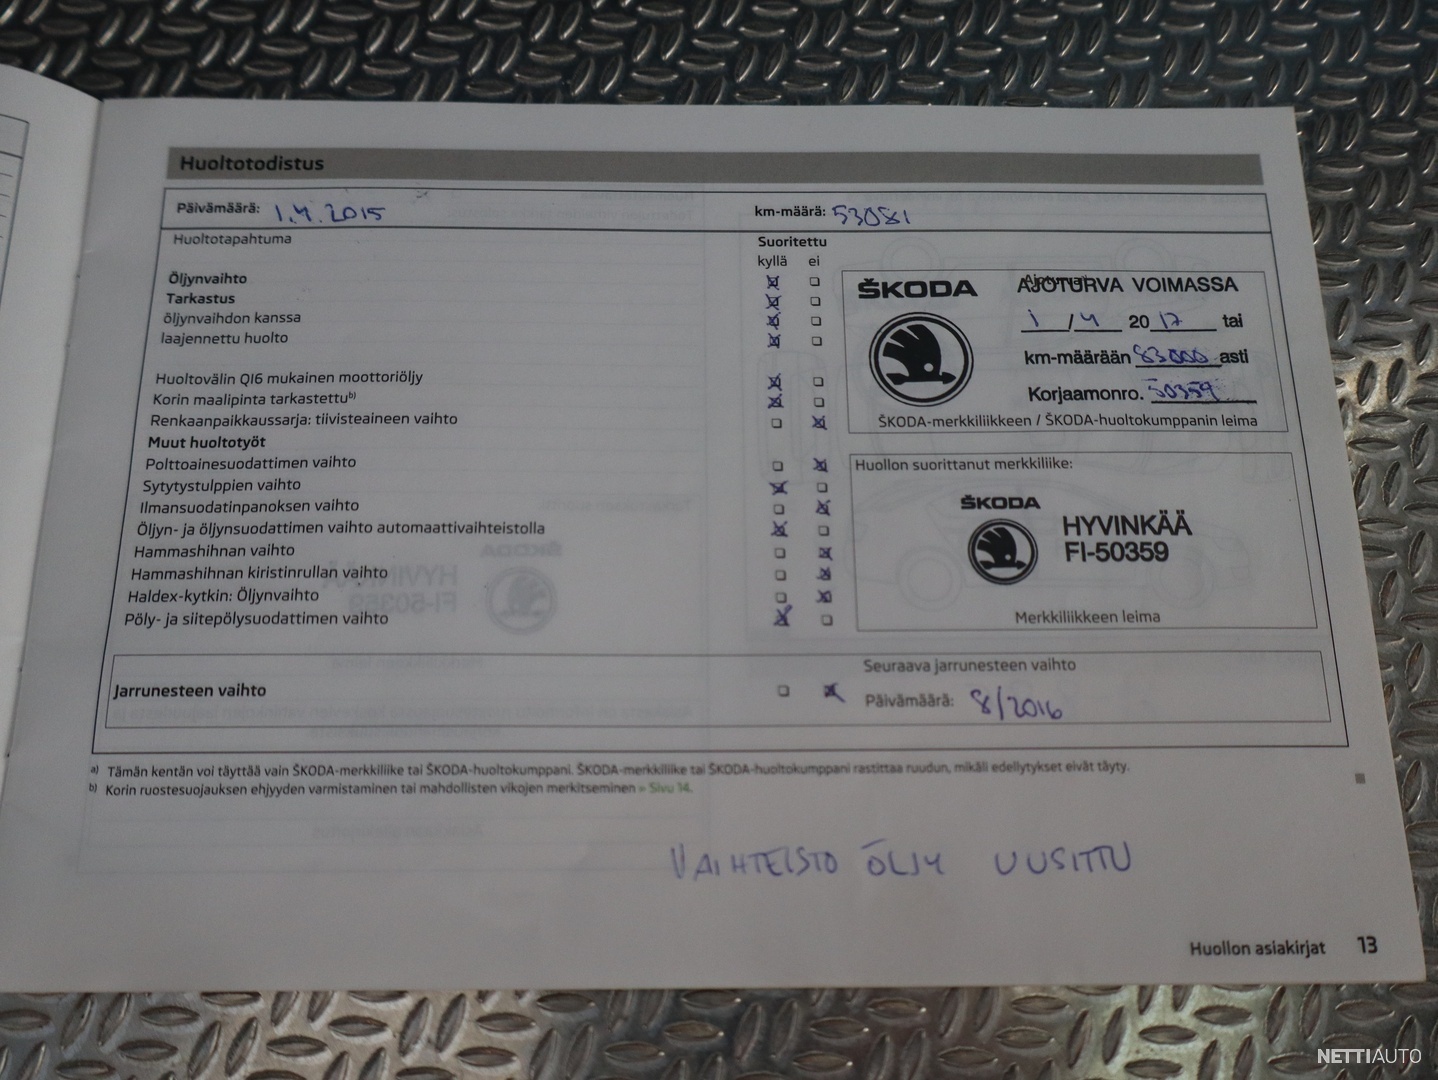 Huoltotodistus
Päivämäärä: 1.4.2015 km-määrä: 53081
Huoltotapahtuma Suoritettu
kyllä ei
Öljynvaihto
Tarkastus
öljynvaihdon kanssa
laajennettu huolto
Huoltovälin QI6 mukainen moottoriöljy
Korin maalipinta tarkastettu b)
Renkaanpaikkaussarja: tiivisteaineen vaihto
Muut huoltotyöt
Polttoainesuodattimen vaihto
Sytytystulppien vaihto
Ilmansuodatinpanoksen vaihto
Öljyn- ja öljynsuodattimen vaihto automaattivaihteistolla
Hammashihnan vaihto
Hammashihnan kiristinrullan vaihto
Haldex-kytkin: Öljynvaihto
Pöly- ja siitepölysuodattimen vaihto
ŠKODA AJOTURVA VOIMASSA
1 / 4 20 17 tai
km-määrään 83000 asti
Korjaamonro. 50359
ŠKODA-merkkiliikkeen / ŠKODA-huoltokumppanin leima
Huollon suorittanut merkkiliike:
ŠKODA
HYVINKÄÄ
FI-50359
Merkkiliikkeen leima
Jarrunesteen vaihto
Seuraava jarrunesteen vaihto
Päivämäärä: 8/2016
a) Tämän kentän voi täyttää vain ŠKODA-merkkiliike tai ŠKODA-huoltokumppani. ŠKODA-merkkiliike tai ŠKODA-huoltokumppani rastittaa ruudun, mikäli edellytykset eivät täyty.
b) Korin ruostesuojauksen ehjyyden varmistaminen tai mahdollisten vikojen merkitseminen » Sivu 14.
VAIHTEISTO ÖLJY UUSITTU
Huollon asiakirjat 13
NETTIAUTO